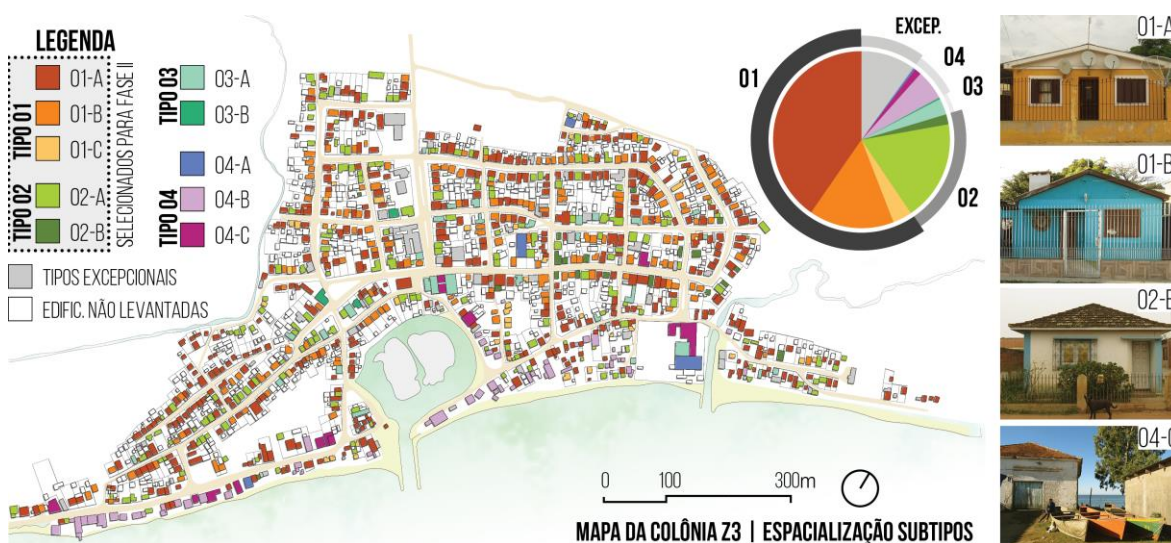 LEGENDA
TIPO 01
01-A
01-B
01-C
TIPO 02
02-A
02-B
SELECIONADOS PARA FASE II
TIPO 03
03-A
03-B
TIPO 04
04-A
04-B
04-C
TIPOS EXCEPCIONAIS
EDIFIC. NÃO LEVANTADAS
EXCEP.
04
03
02
01
0 100 300m
MAPA DA COLÔNIA Z3 | ESPACIALIZAÇÃO SUBTIPOS
01-A
01-B
02-B
04-C